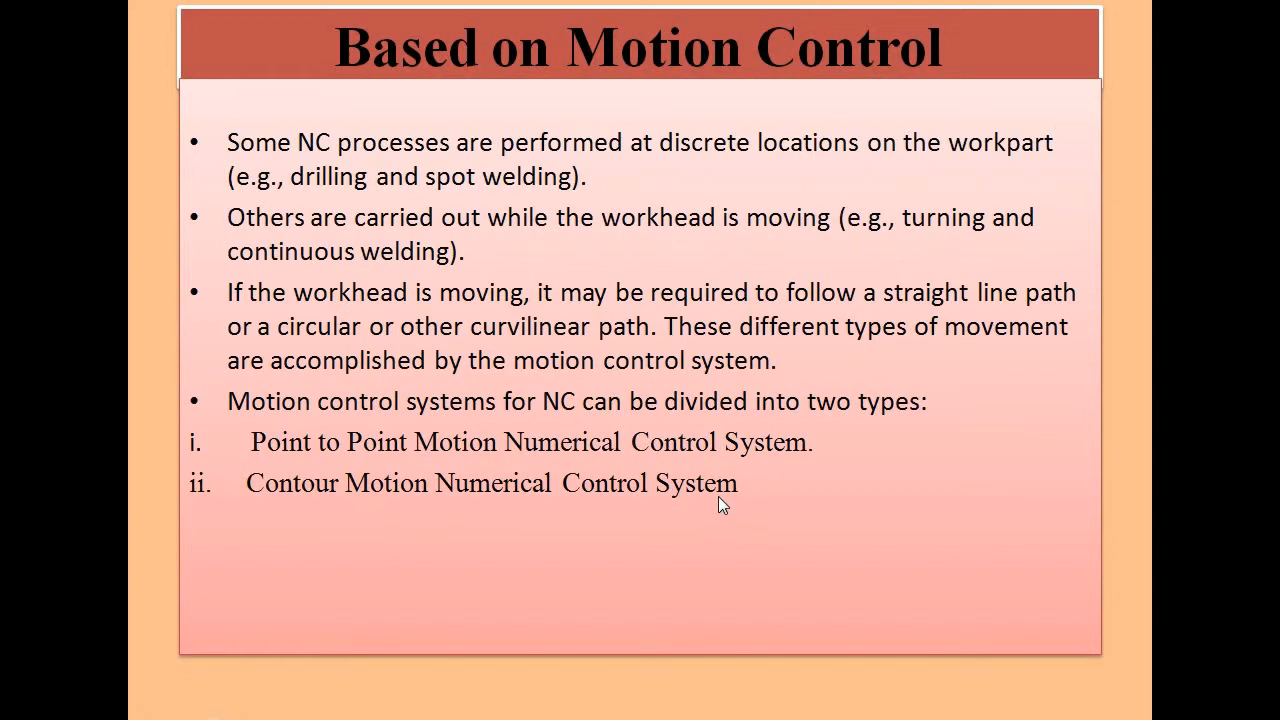 Based on Motion Control
• Some NC processes are performed at discrete locations on the workpart
(e.g., drilling and spot welding).
• Others are carried out while the workhead is moving (e.g., turning and
continuous welding).
• If the workhead is moving, it may be required to follow a straight line path
or a circular or other curvilinear path. These different types of movement
are accomplished by the motion control system.
• Motion control systems for NC can be divided into two types:
i. Point to Point Motion Numerical Control System.
ii. Contour Motion Numerical Control System